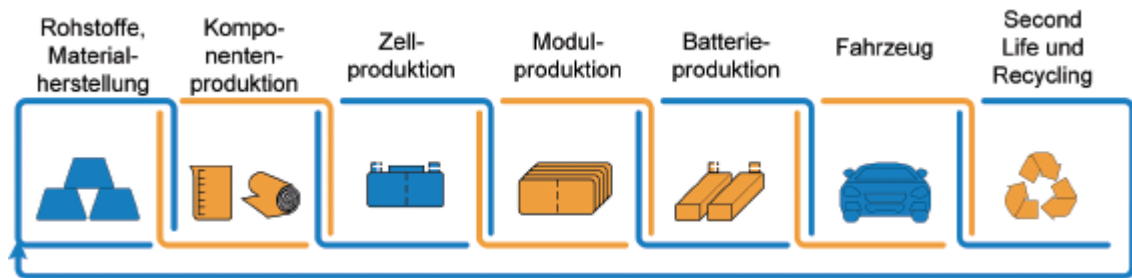 Rohstoffe,
Material-
herstellung
Kompo-
nenten-
produktion
Zell-
produktion
Modul-
produktion
Batterie-
produktion
Fahrzeug
Second
Life und
Recycling